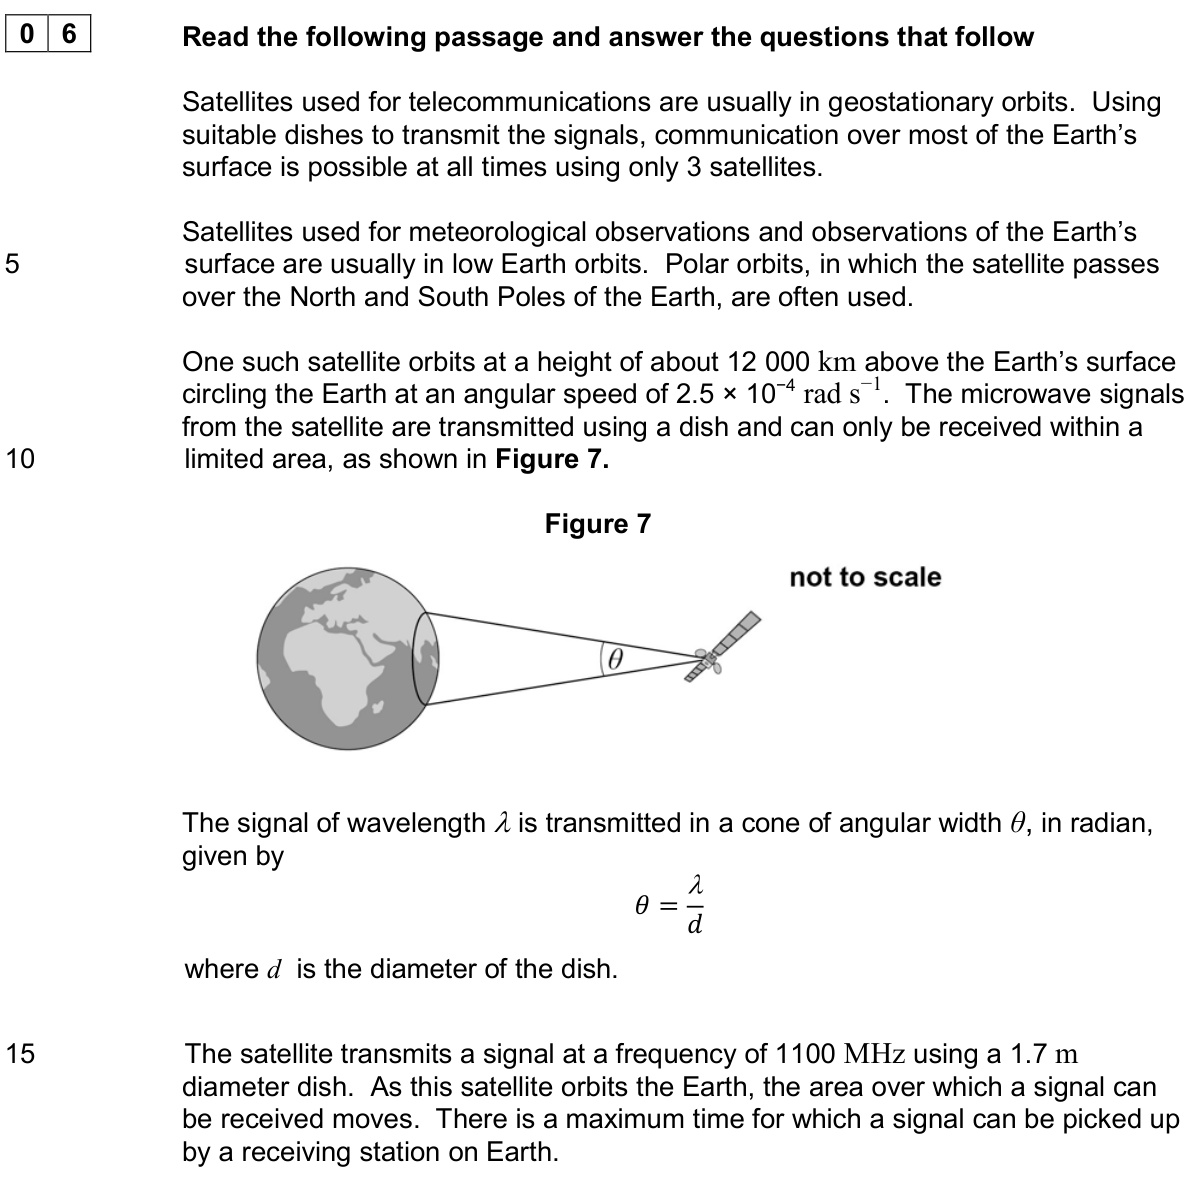 0 6 Read the following passage and answer the questions that follow
Satellites used for telecommunications are usually in geostationary orbits. Using
suitable dishes to transmit the signals, communication over most of the Earth's
surface is possible at all times using only 3 satellites.
Satellites used for meteorological observations and observations of the Earth's
5 surface are usually in low Earth orbits. Polar orbits, in which the satellite passes
over the North and South Poles of the Earth, are often used.
One such satellite orbits at a height of about 12 000 km above the Earth's surface
circling the Earth at an angular speed of 2.5 × 10⁻⁴ rad s⁻¹. The microwave signals
from the satellite are transmitted using a dish and can only be received within a
10 limited area, as shown in Figure 7.
Figure 7
not to scale
θ
The signal of wavelength λ is transmitted in a cone of angular width θ, in radian,
given by
θ = λ/d
where d is the diameter of the dish.
15 The satellite transmits a signal at a frequency of 1100 MHz using a 1.7 m
diameter dish. As this satellite orbits the Earth, the area over which a signal can
be received moves. There is a maximum time for which a signal can be picked up
by a receiving station on Earth.